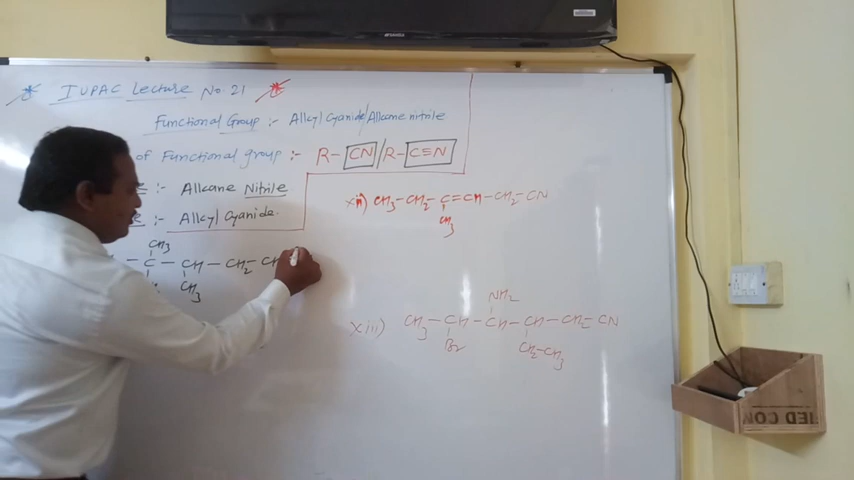 IUPAC Lecture No. 21
Functional Group :- Alkyl Cyanide/Alkane nitrile
of Functional group :- R-CN/R-C≡N
:- Alkane Nitrile
:- Alkyl Cyanide.
CH3
- C - CH - CH2 - CH
CH3
xii) CH3-CH2-C=CH-CH2-CN
CH3
NH2
xiii) CH3-CH-CH-CH-CH2-CN
Br CH2-CH3